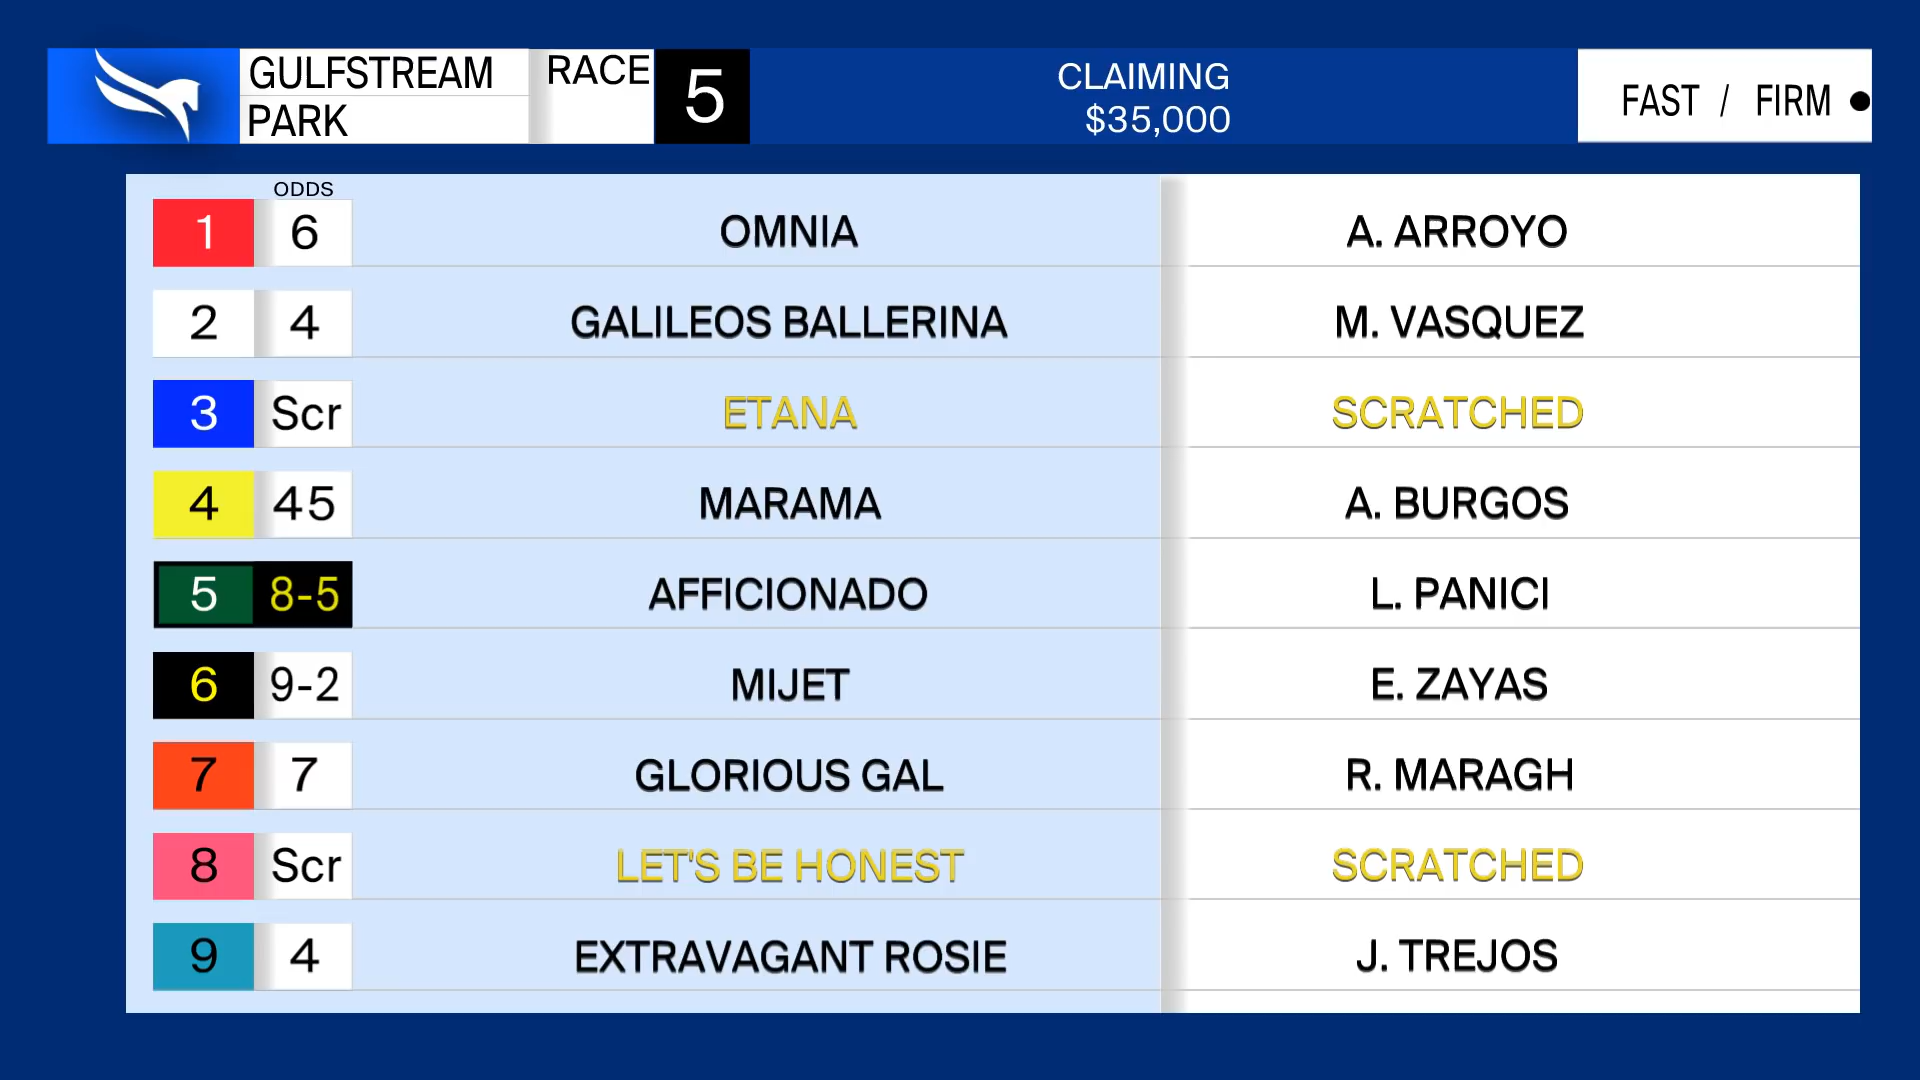 GULFSTREAM PARK RACE 5 CLAIMING $35,000 FAST / FIRM
ODDS
1 6 OMNIA A. ARROYO
2 4 GALILEOS BALLERINA M. VASQUEZ
3 Scr ETANA SCRATCHED
4 45 MARAMA A. BURGOS
5 8-5 AFFICIONADO L. PANICI
6 9-2 MIJET E. ZAYAS
7 7 GLORIOUS GAL R. MARAGH
8 Scr LET'S BE HONEST SCRATCHED
9 4 EXTRAVAGANT ROSIE J. TREJOS